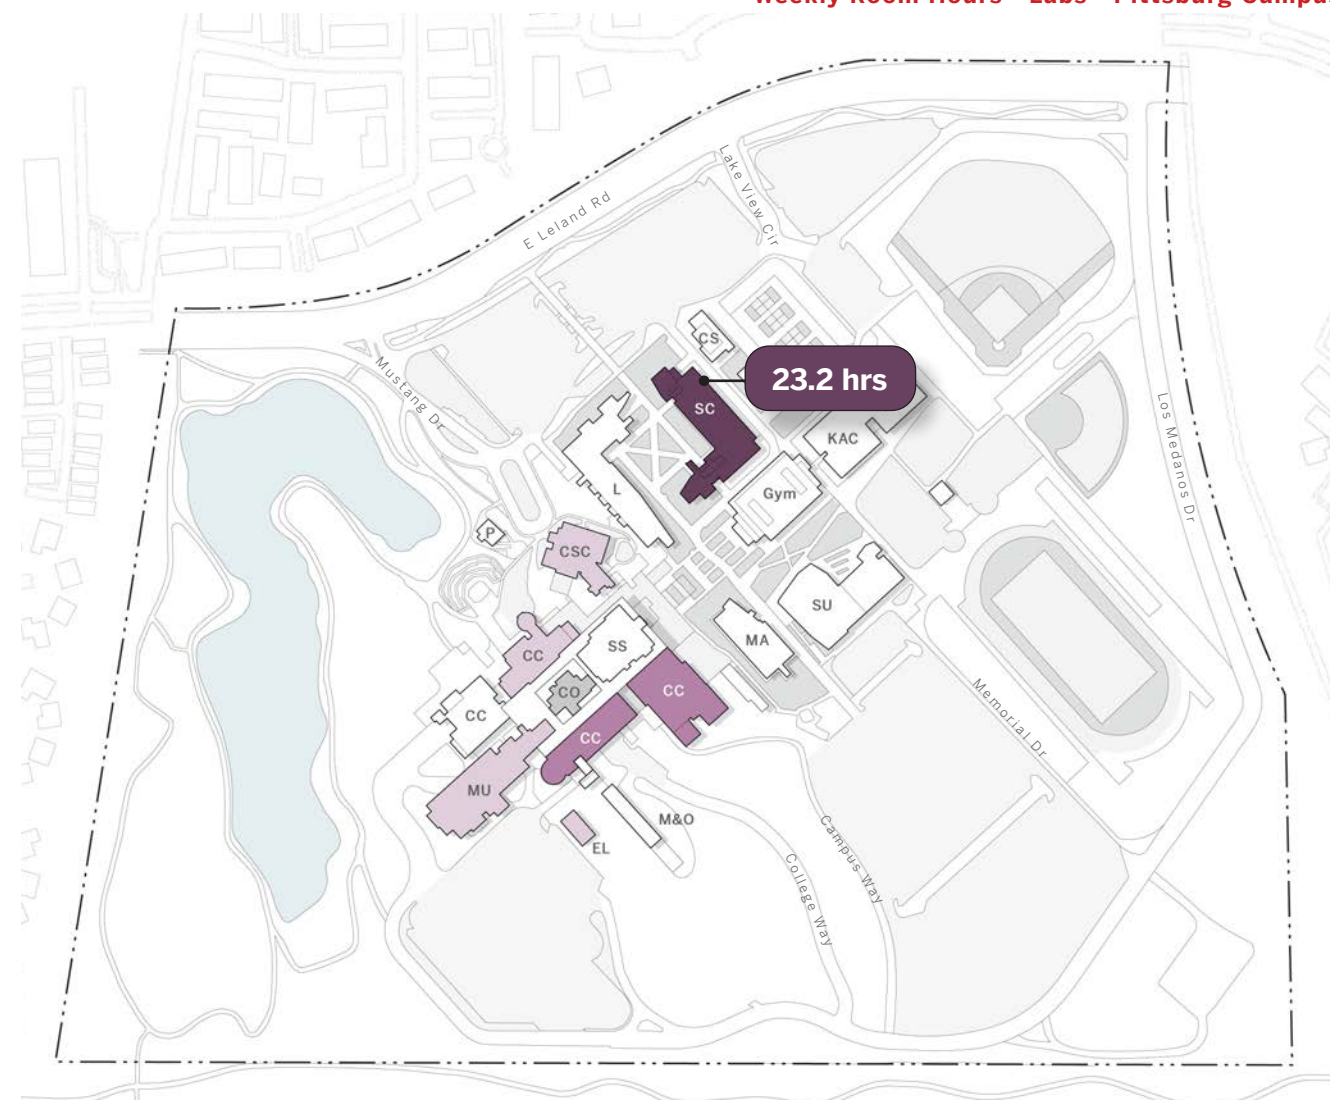 Weekly Room Hours - Labs - Pittsburg Campus
E Leland Rd
Lake View Cir
CS
23.2 hrs
Mustang Dr
SC
Los Medanos Dr
KAC
L
Gym
P
CSC
SU
MA
SS
CC
CO
CC
CC
CC
Memorial Dr
MU
M&O
EL
Campus Way
College Way